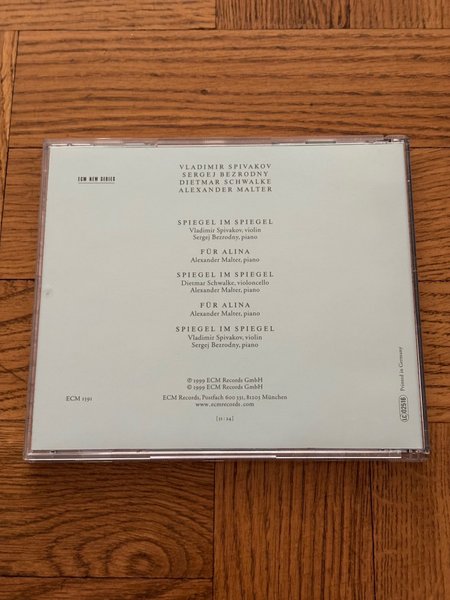 ECM NEW SERIES
VLADIMIR SPIVAKOV
SERGEJ BEZRODNY
DIETMAR SCHWALKE
ALEXANDER MALTER
SPIEGEL IM SPIEGEL
Vladimir Spivakov, violin
Sergej Bezrodny, piano
FÜR ALINA
Alexander Malter, piano
SPIEGEL IM SPIEGEL
Dietmar Schwalke, violoncello
Alexander Malter, piano
FÜR ALINA
Alexander Malter, piano
SPIEGEL IM SPIEGEL
Vladimir Spivakov, violin
Sergej Bezrodny, piano
℗ 1999 ECM Records GmbH
© 1999 ECM Records GmbH
ECM Records, Postfach 600 331, 81203 München
www.ecmrecords.com
ECM 1591
Printed in Germany
LC 02516